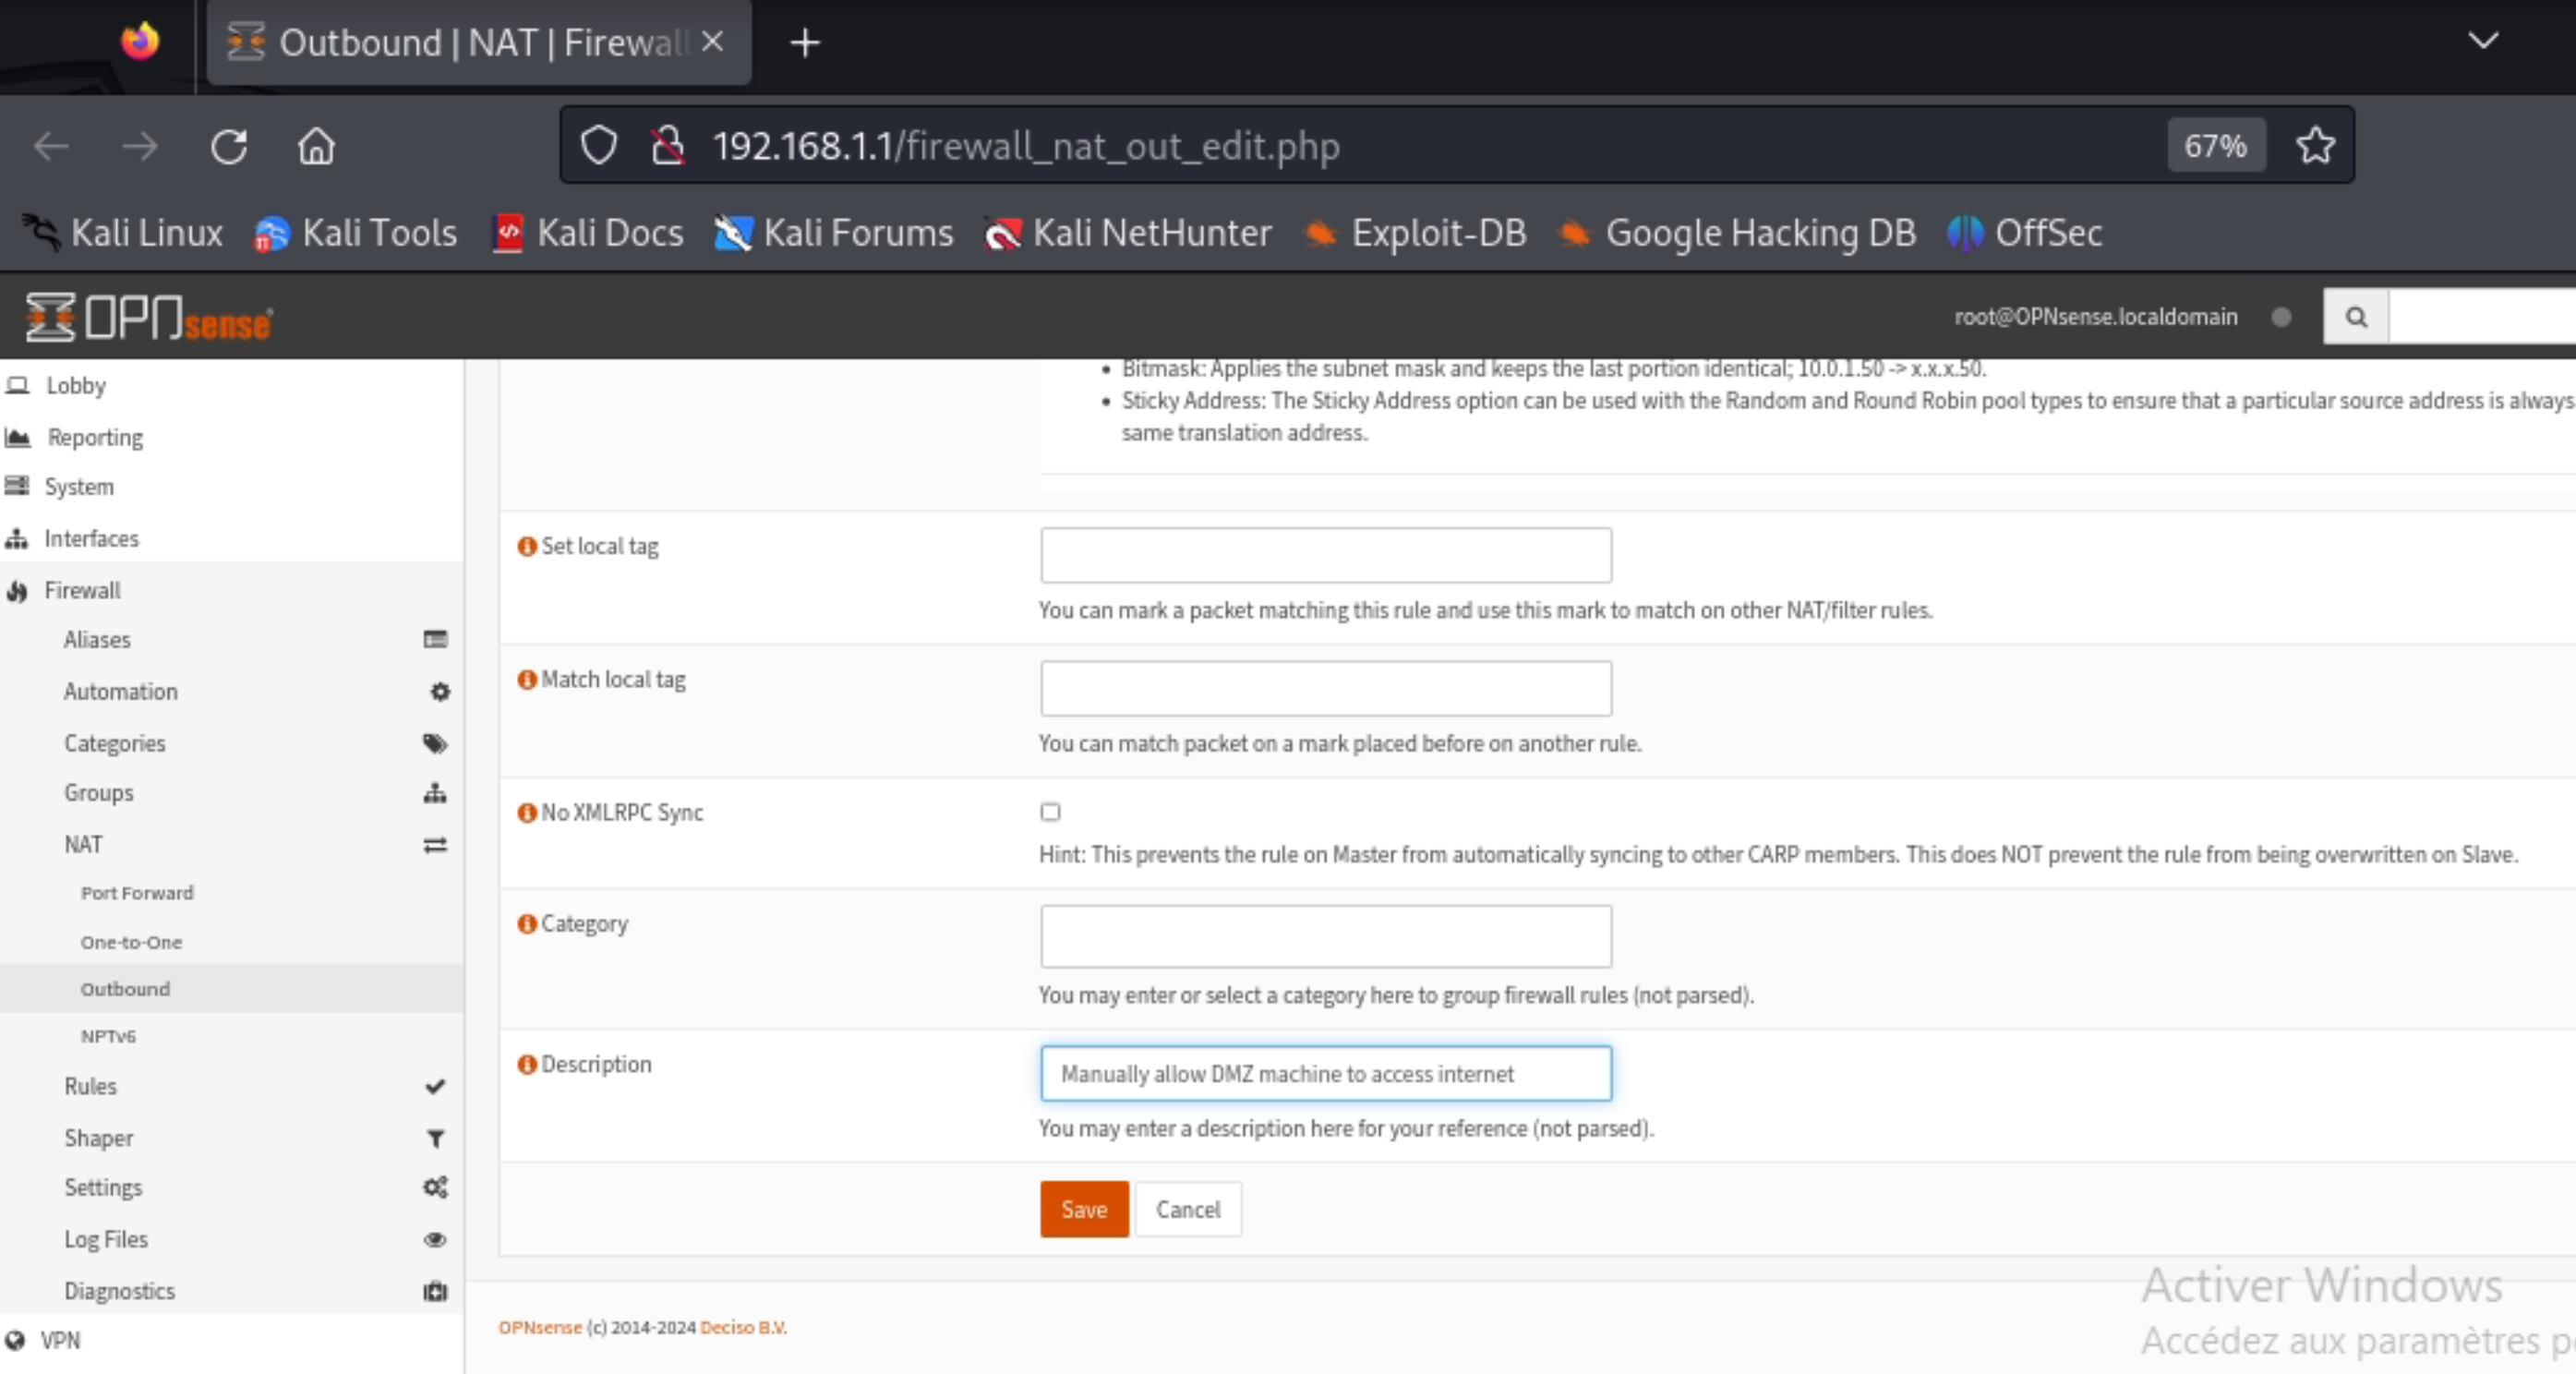 Outbound | NAT | Firewall
192.168.1.1/firewall_nat_out_edit.php
67%
Kali Linux
Kali Tools
Kali Docs
Kali Forums
Kali NetHunter
Exploit-DB
Google Hacking DB
OffSec
OPNsense
root@OPNsense.localdomain
Lobby
Reporting
System
Interfaces
Firewall
Aliases
Automation
Categories
Groups
NAT
Port Forward
One-to-One
Outbound
NPTv6
Rules
Shaper
Settings
Log Files
Diagnostics
VPN
Bitmask: Applies the subnet mask and keeps the last portion identical; 10.0.1.50 -> x.x.x.50.
Sticky Address: The Sticky Address option can be used with the Random and Round Robin pool types to ensure that a particular source address is always
same translation address.
Set local tag
You can mark a packet matching this rule and use this mark to match on other NAT/filter rules.
Match local tag
You can match packet on a mark placed before on another rule.
No XMLRPC Sync
Hint: This prevents the rule on Master from automatically syncing to other CARP members. This does NOT prevent the rule from being overwritten on Slave.
Category
You may enter or select a category here to group firewall rules (not parsed).
Description
Manually allow DMZ machine to access internet
You may enter a description here for your reference (not parsed).
Save
Cancel
OPNsense (c) 2014-2024 Deciso B.V.
Activer Windows
Accédez aux paramètres